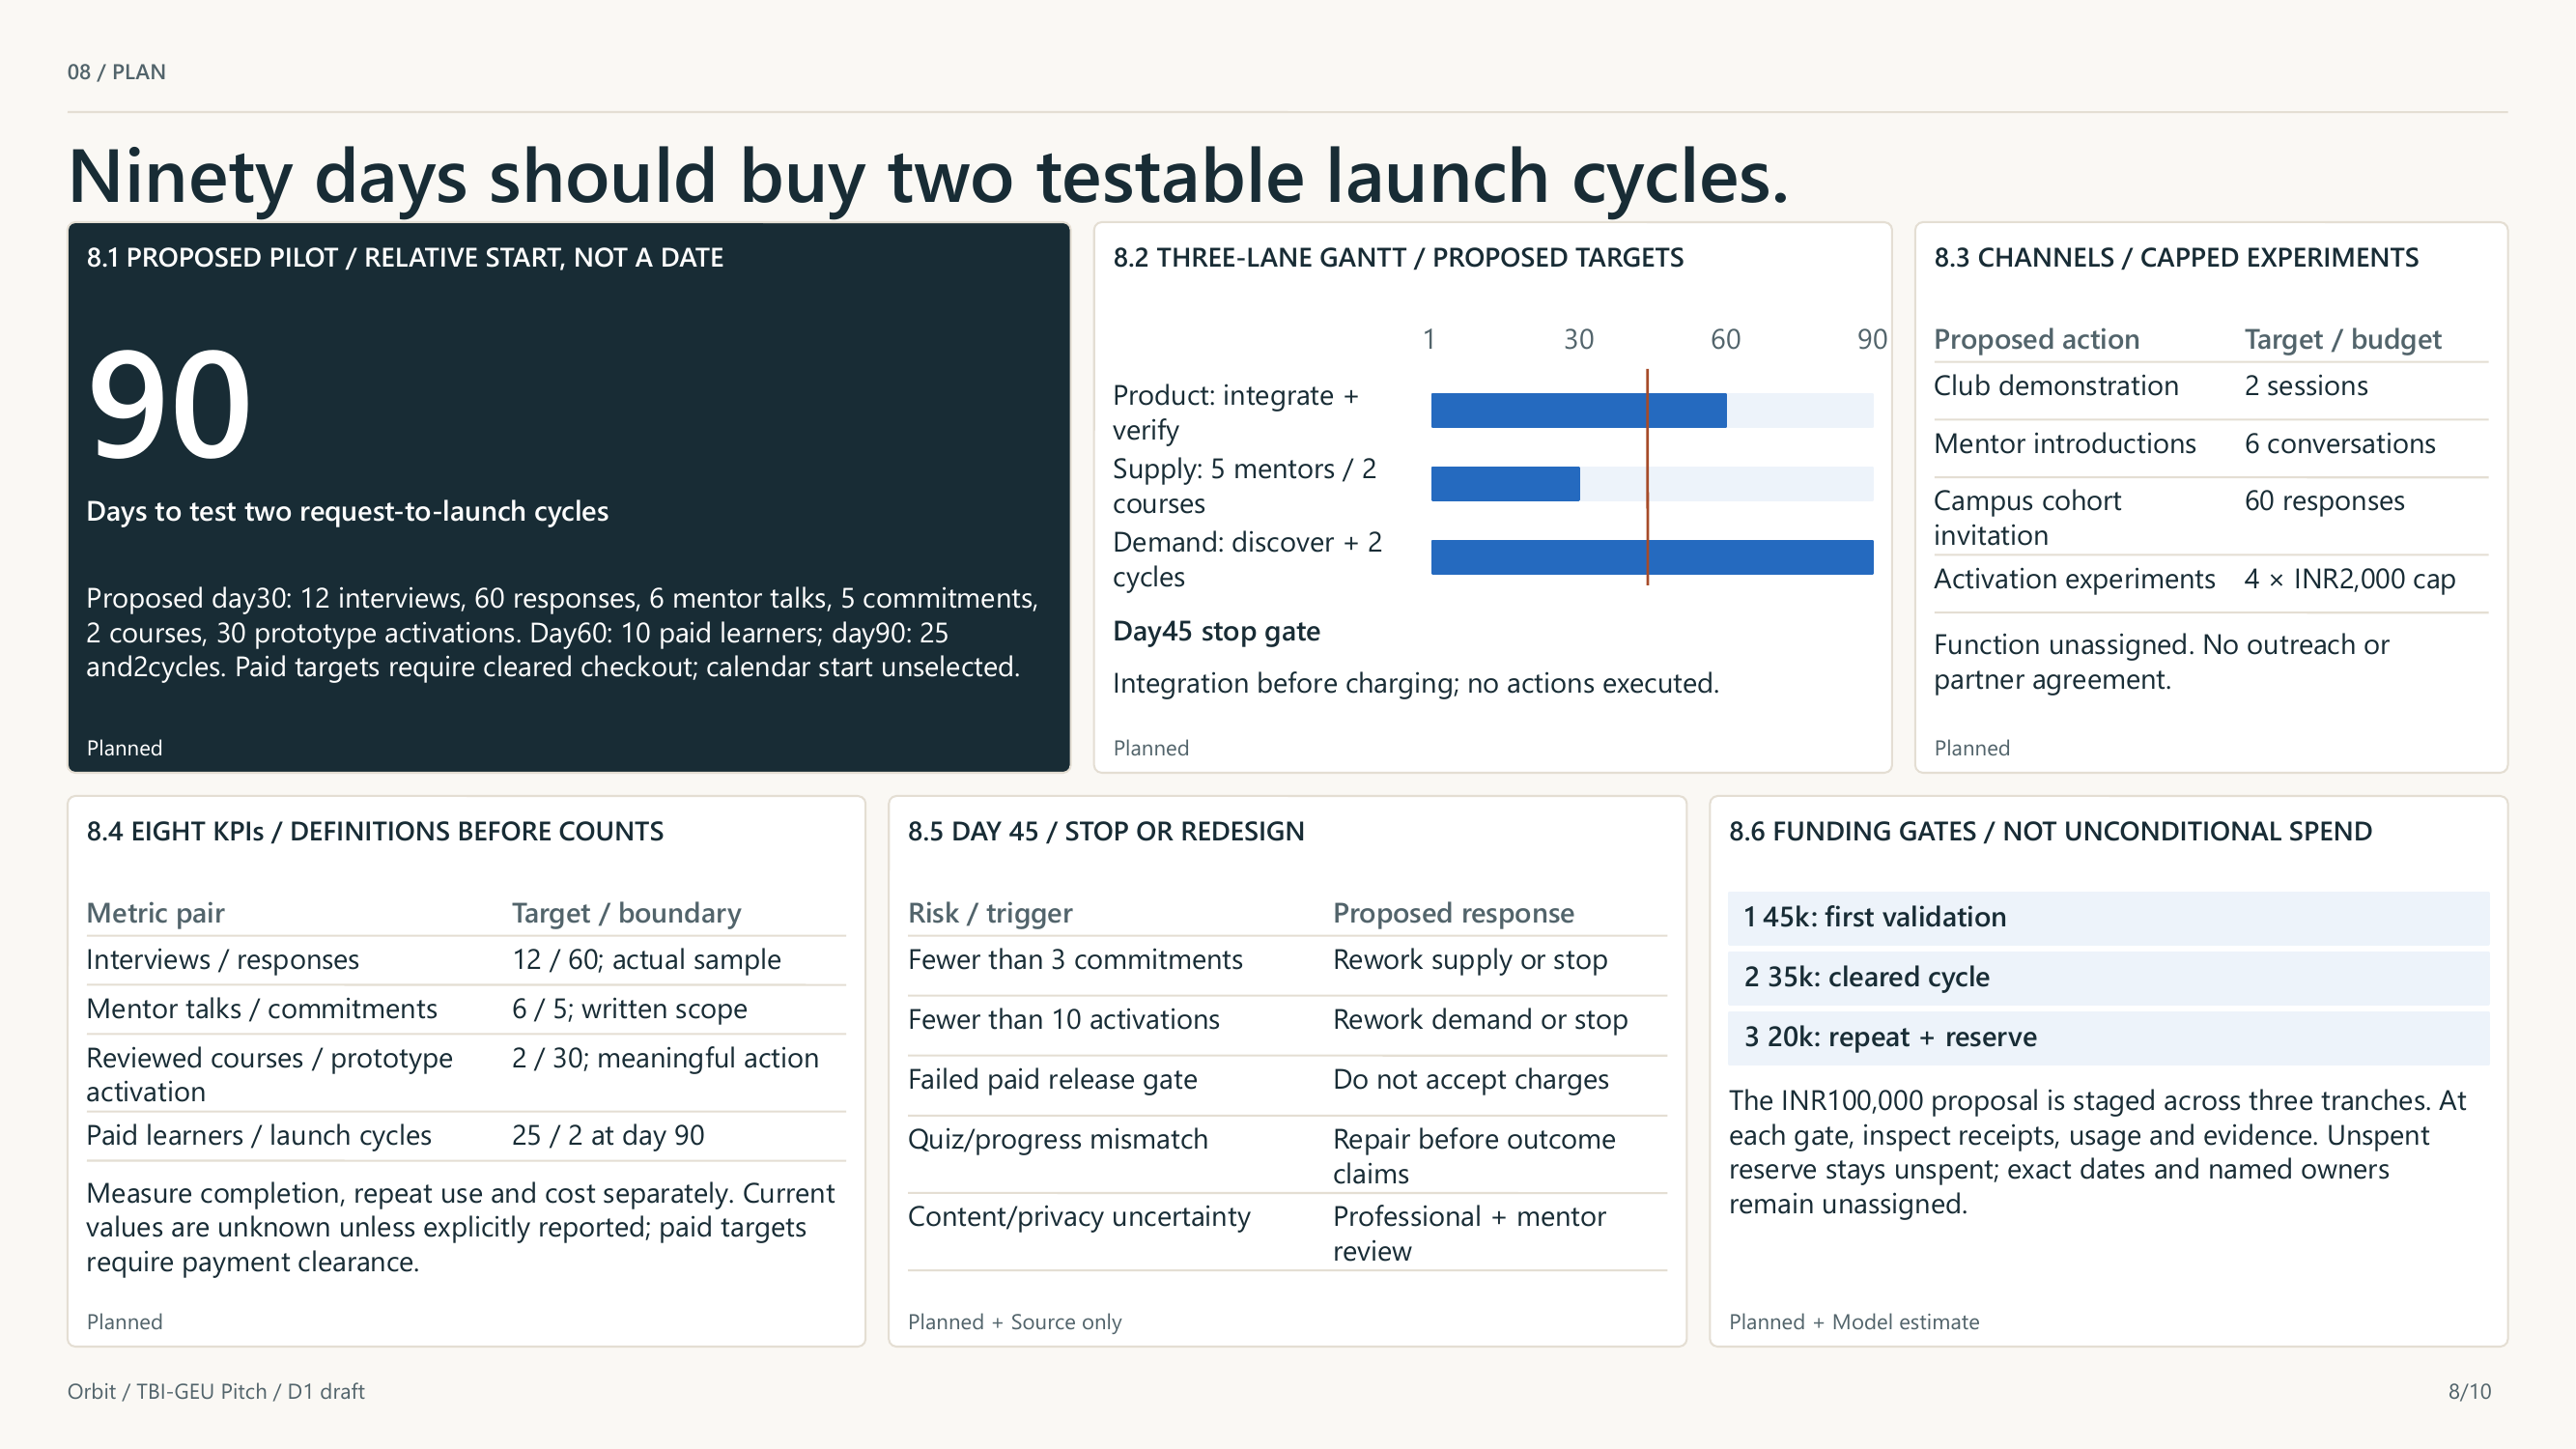 08 / PLAN
Ninety days should buy two testable launch cycles.
8.1 PROPOSED PILOT / RELATIVE START, NOT A DATE
90
Days to test two request-to-launch cycles
Proposed day30: 12 interviews, 60 responses, 6 mentor talks, 5 commitments,
2 courses, 30 prototype activations. Day60: 10 paid learners; day90: 25
and2cycles. Paid targets require cleared checkout; calendar start unselected.
Planned
8.2 THREE-LANE GANTT / PROPOSED TARGETS
1 30 60 90
Product: integrate +
verify
Supply: 5 mentors / 2
courses
Demand: discover + 2
cycles
Day45 stop gate
Integration before charging; no actions executed.
Planned
8.3 CHANNELS / CAPPED EXPERIMENTS
Proposed action Target / budget
Club demonstration 2 sessions
Mentor introductions 6 conversations
Campus cohort 60 responses
invitation
Activation experiments 4 × INR2,000 cap
Function unassigned. No outreach or
partner agreement.
Planned
8.4 EIGHT KPIs / DEFINITIONS BEFORE COUNTS
Metric pair Target / boundary
Interviews / responses 12 / 60; actual sample
Mentor talks / commitments 6 / 5; written scope
Reviewed courses / prototype 2 / 30; meaningful action
activation
Paid learners / launch cycles 25 / 2 at day 90
Measure completion, repeat use and cost separately. Current
values are unknown unless explicitly reported; paid targets
require payment clearance.
Planned
8.5 DAY 45 / STOP OR REDESIGN
Risk / trigger Proposed response
Fewer than 3 commitments Rework supply or stop
Fewer than 10 activations Rework demand or stop
Failed paid release gate Do not accept charges
Quiz/progress mismatch Repair before outcome
claims
Content/privacy uncertainty Professional + mentor
review
Planned + Source only
8.6 FUNDING GATES / NOT UNCONDITIONAL SPEND
1 45k: first validation
2 35k: cleared cycle
3 20k: repeat + reserve
The INR100,000 proposal is staged across three tranches. At
each gate, inspect receipts, usage and evidence. Unspent
reserve stays unspent; exact dates and named owners
remain unassigned.
Planned + Model estimate
Orbit / TBI-GEU Pitch / D1 draft
8/10